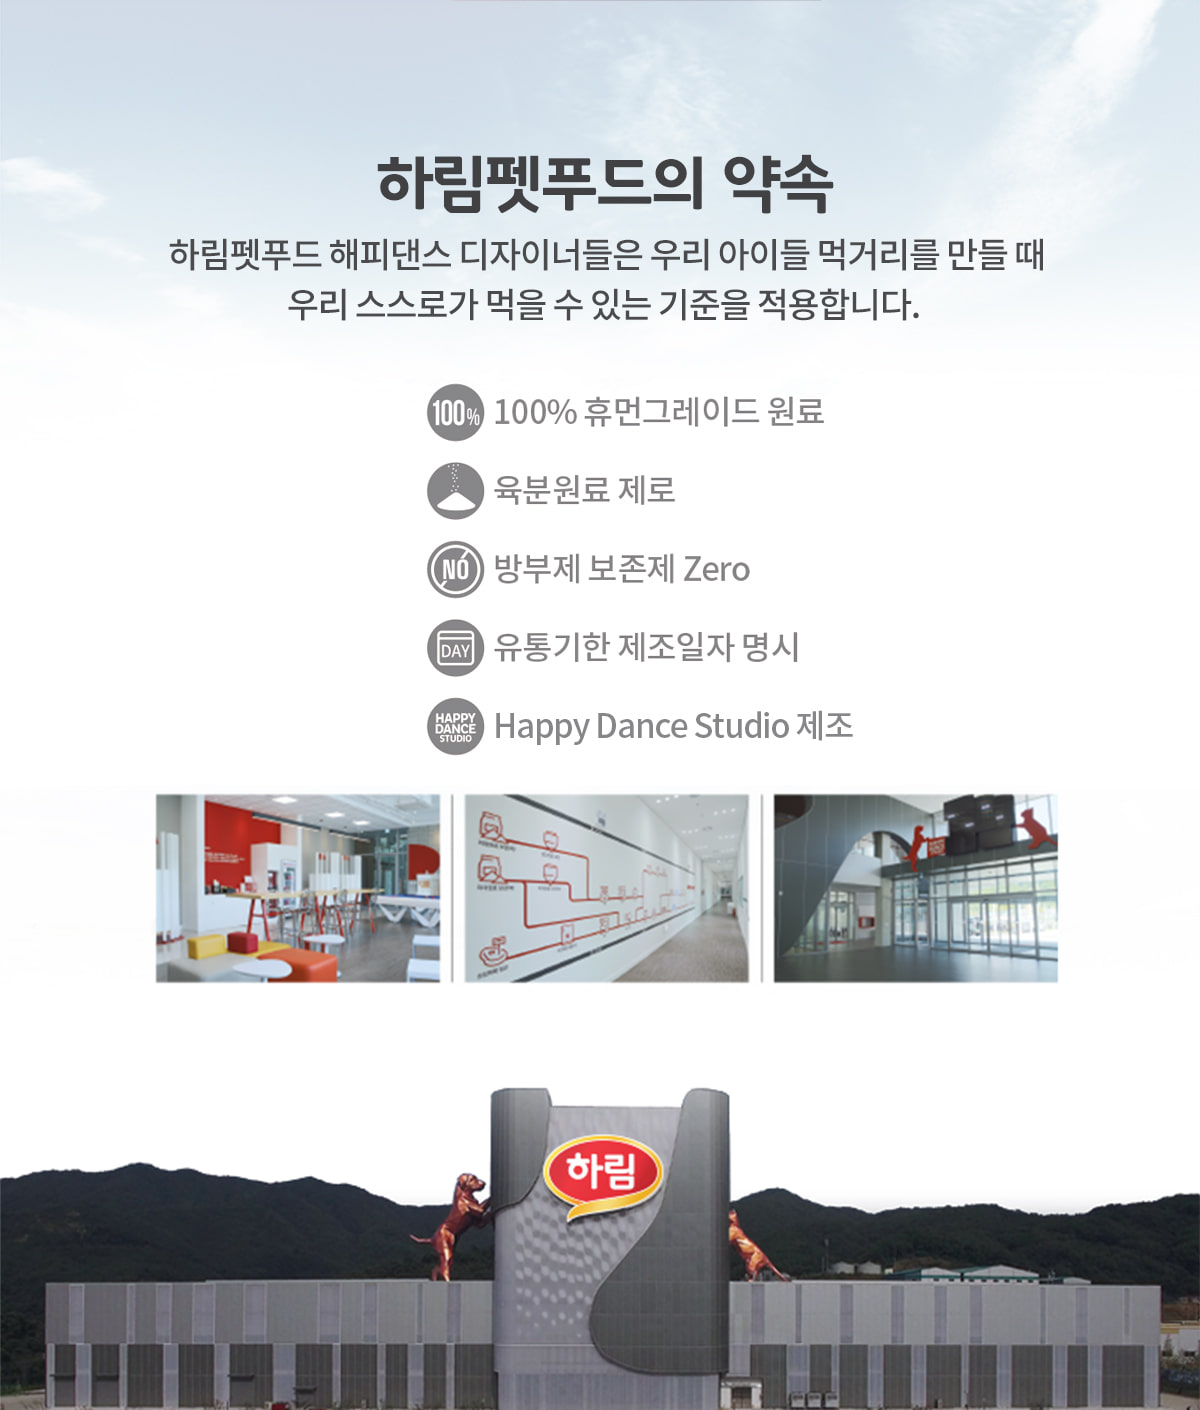 하림펫푸드의 약속
하림펫푸드 해피댄스 디자이너들은 우리 아이들 먹거리를 만들 때
우리 스스로가 먹을 수 있는 기준을 적용합니다.
100% 100% 휴먼그레이드 원료
육분원료 제로
NO 방부제 보존제 Zero
DAY 유통기한 제조일자 명시
HAPPY
DANCE
STUDIO
Happy Dance Studio 제조
하림